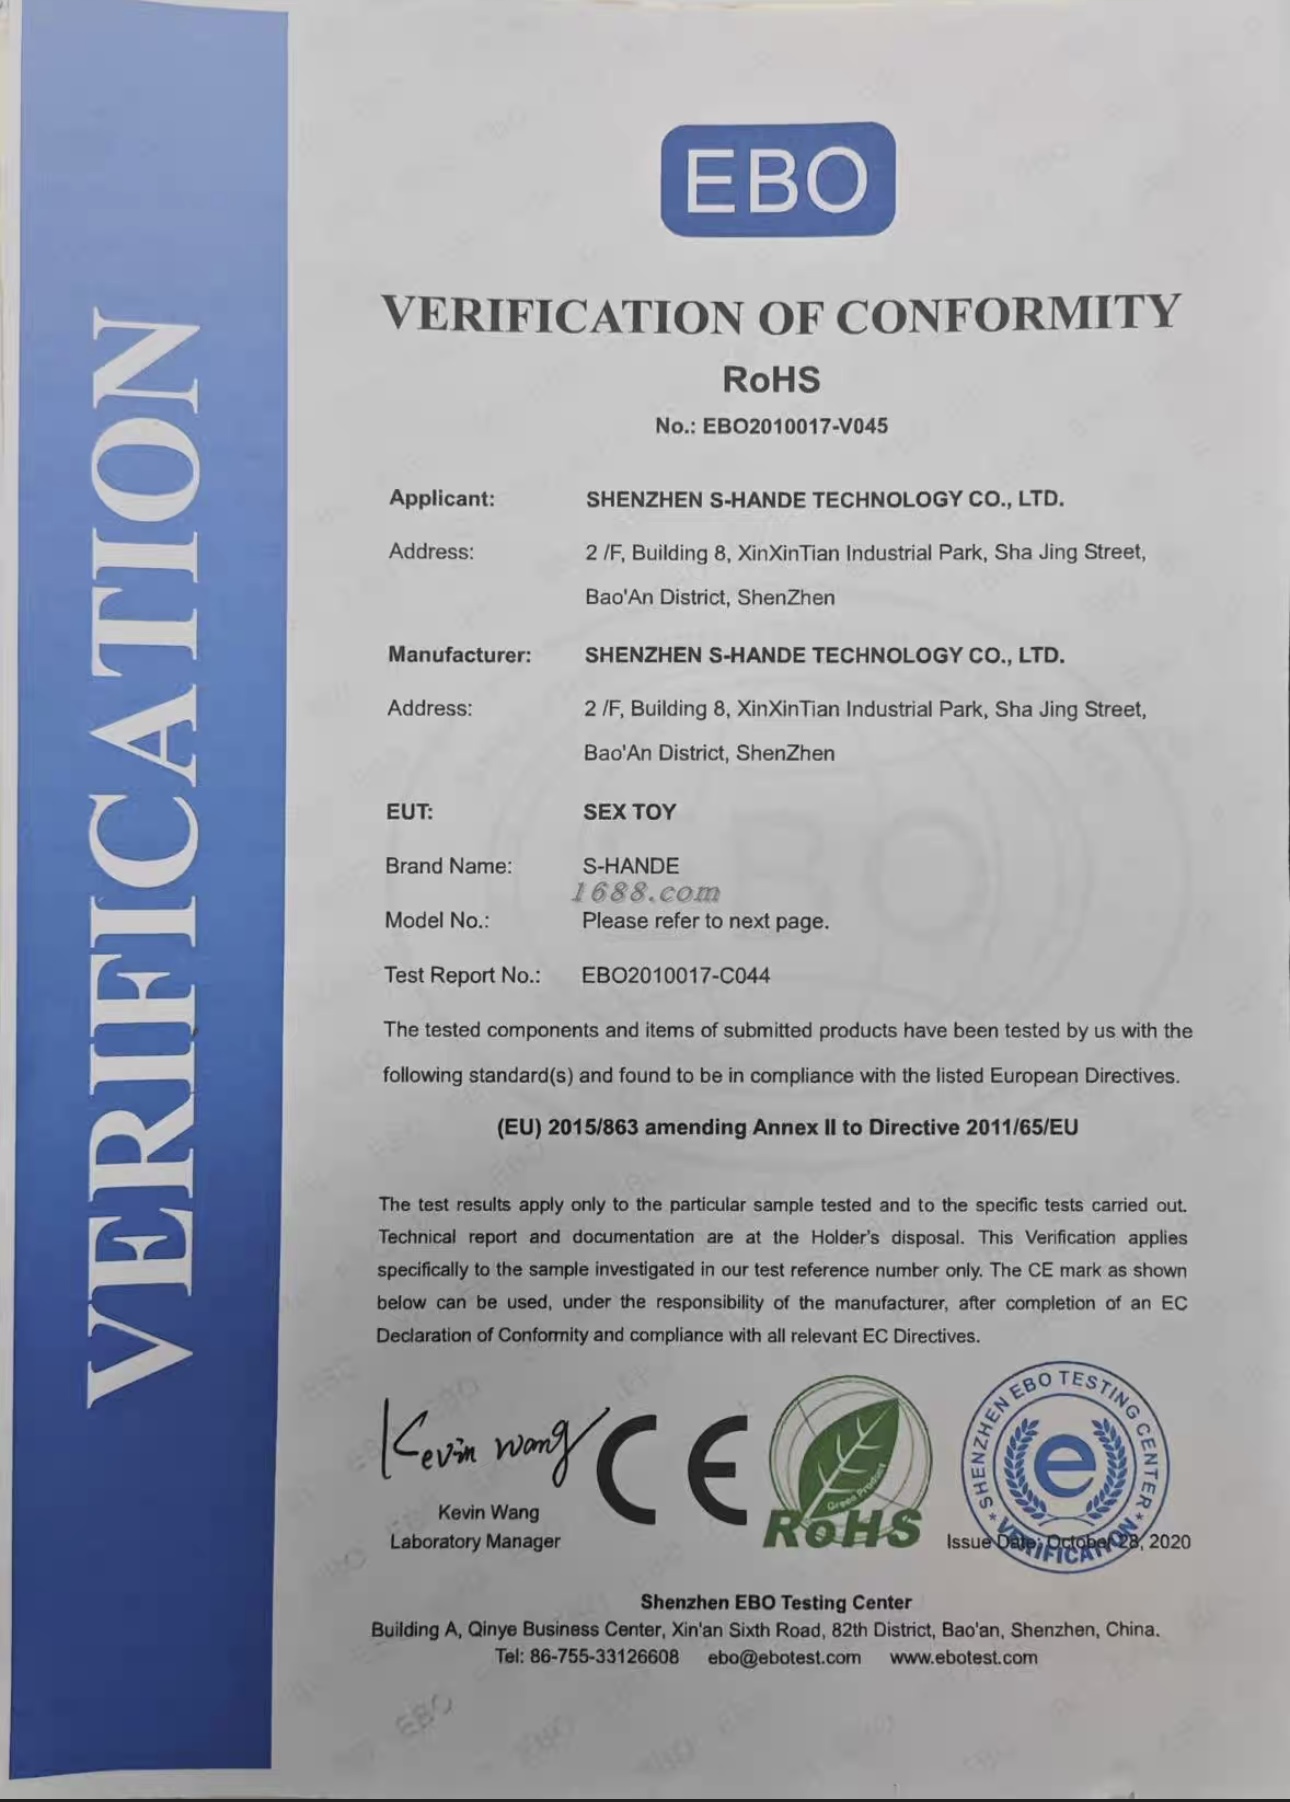 VERIFICATION
EBO
VERIFICATION OF CONFORMITY
RoHS
No.: EBO2010017-V045
Applicant: SHENZHEN S-HANDE TECHNOLOGY CO., LTD.
Address: 2 /F, Building 8, XinXinTian Industrial Park, Sha Jing Street,
Bao'An District, ShenZhen
Manufacturer: SHENZHEN S-HANDE TECHNOLOGY CO., LTD.
Address: 2 /F, Building 8, XinXinTian Industrial Park, Sha Jing Street,
Bao'An District, ShenZhen
EUT: SEX TOY
Brand Name: S-HANDE
1688.com
Model No.: Please refer to next page.
Test Report No.: EBO2010017-C044
The tested components and items of submitted products have been tested by us with the
following standard(s) and found to be in compliance with the listed European Directives.
(EU) 2015/863 amending Annex II to Directive 2011/65/EU
The test results apply only to the particular sample tested and to the specific tests carried out.
Technical report and documentation are at the Holder's disposal. This Verification applies
specifically to the sample investigated in our test reference number only. The CE mark as shown
below can be used, under the responsibility of the manufacturer, after completion of an EC
Declaration of Conformity and compliance with all relevant EC Directives.
Kevin Wang
CE
Green Product
RoHS
SHENZHEN EBO TESTING CENTER
e
VERIFICATION
Kevin Wang
Laboratory Manager
Issue Date: October 28, 2020
Shenzhen EBO Testing Center
Building A, Qinye Business Center, Xin'an Sixth Road, 82th District, Bao'an, Shenzhen, China.
Tel: 86-755-33126608 ebo@ebotest.com www.ebotest.com